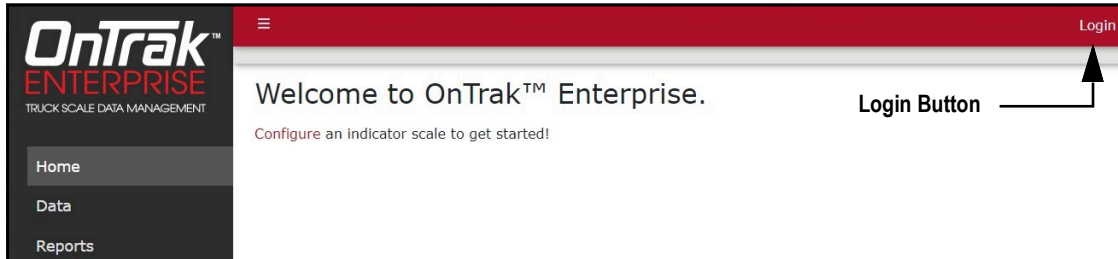 OnTrak™
ENTERPRISE
TRUCK SCALE DATA MANAGEMENT
☰
Login
Welcome to OnTrak™ Enterprise.
Configure an indicator scale to get started!
Login Button
Home
Data
Reports